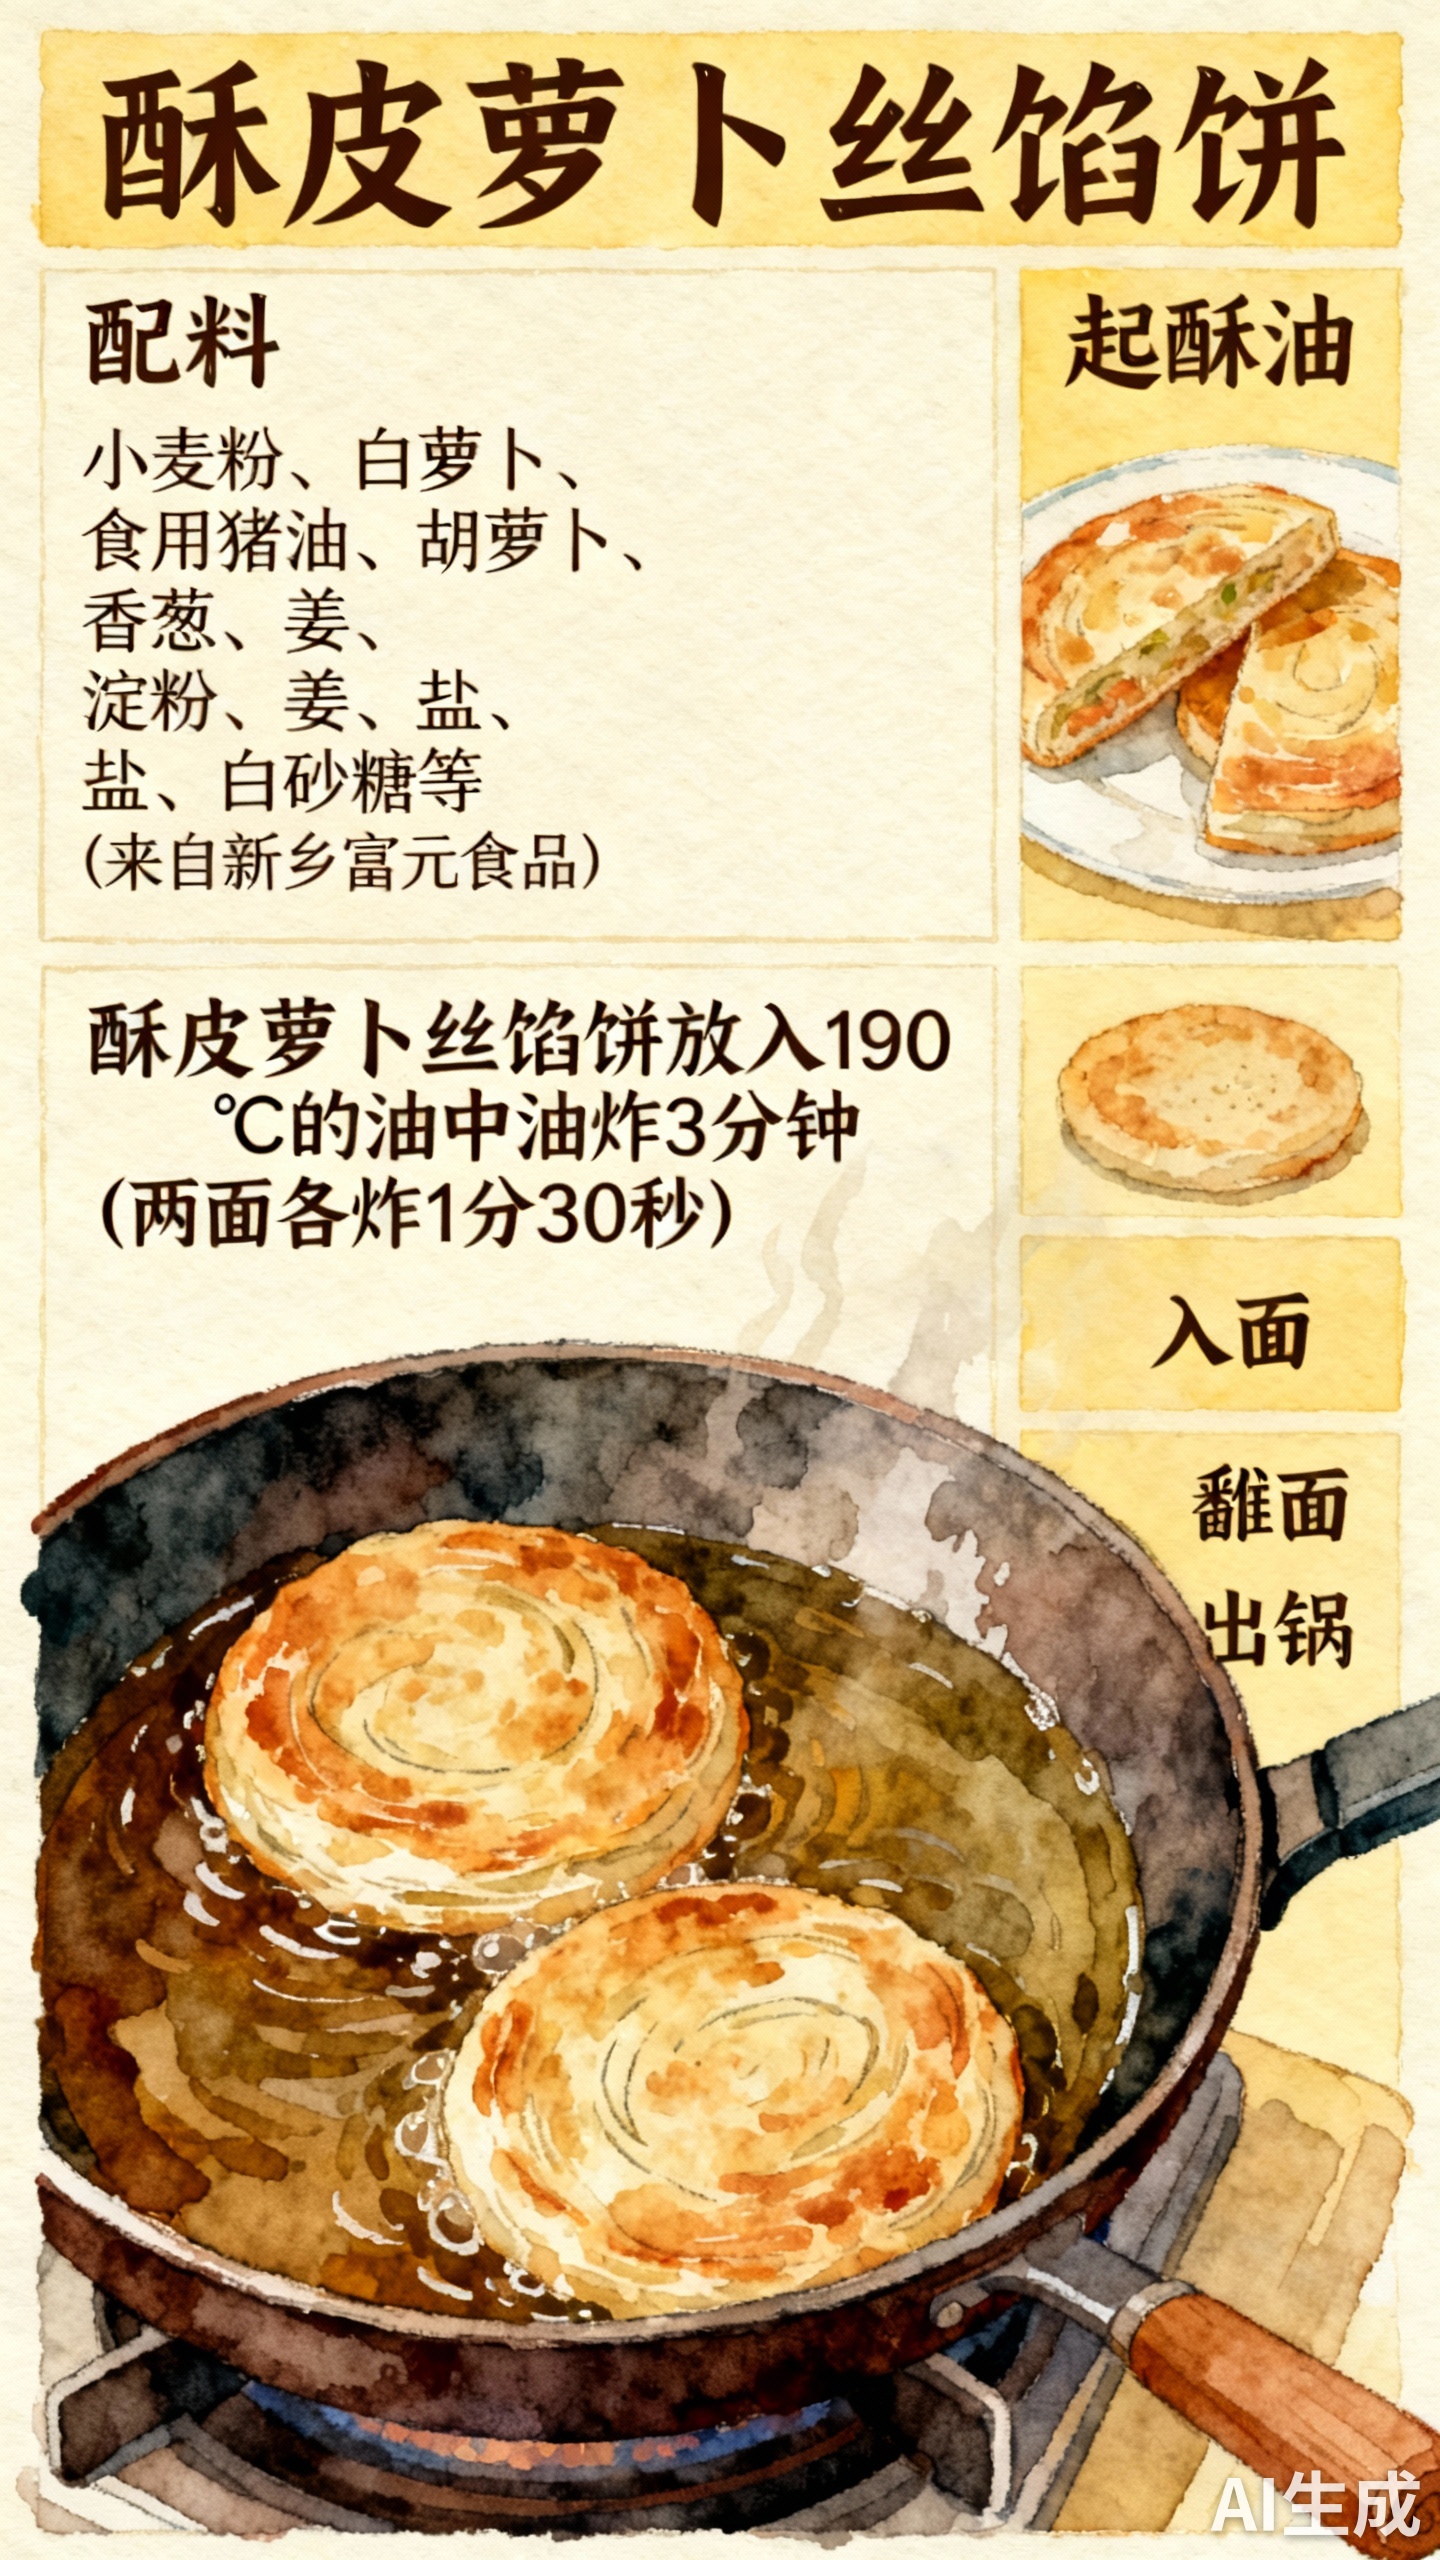 酥皮萝卜丝馅饼
配料
小麦粉、白萝卜、
食用猪油、胡萝卜、
香葱、姜、
淀粉、姜、盐、
盐、白砂糖等
(来自新乡富元食品)
起酥油
酥皮萝卜丝馅饼放入190
℃的油中油炸3分钟
(两面各炸1分30秒)
入面
面
出锅
AI生成